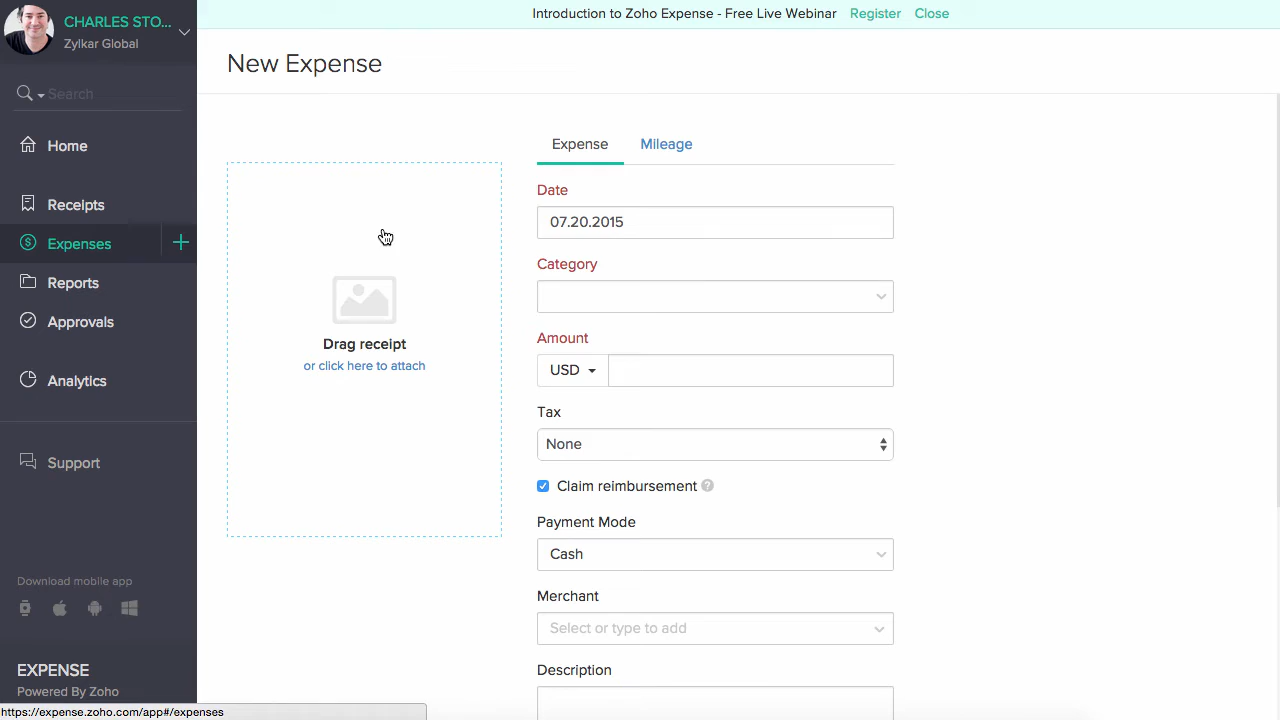 Introduction to Zoho Expense - Free Live Webinar Register Close
CHARLES STO...
Zylkar Global
Search
Home
Receipts
Expenses
Reports
Approvals
Analytics
Support
Download mobile app
EXPENSE
Powered By Zoho
https://expense.zoho.com/app#/expenses
New Expense
Drag receipt
or click here to attach
Expense Mileage
Date
07.20.2015
Category
Amount
USD
Tax
None
Claim reimbursement ?
Payment Mode
Cash
Merchant
Select or type to add
Description